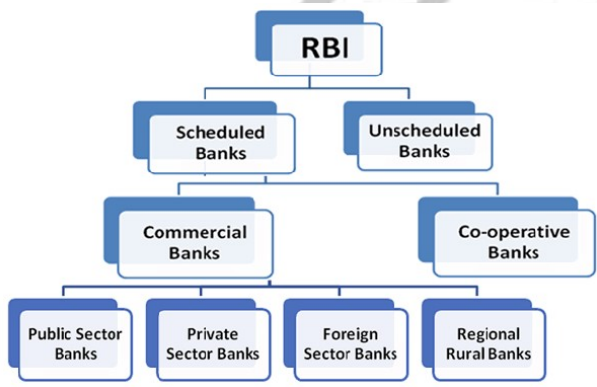 RBI
Scheduled
Banks
Unscheduled
Banks
Commercial
Banks
Co-operative
Banks
Public Sector
Banks
Private
Sector Banks
Foreign
Sector Banks
Regional
Rural Banks